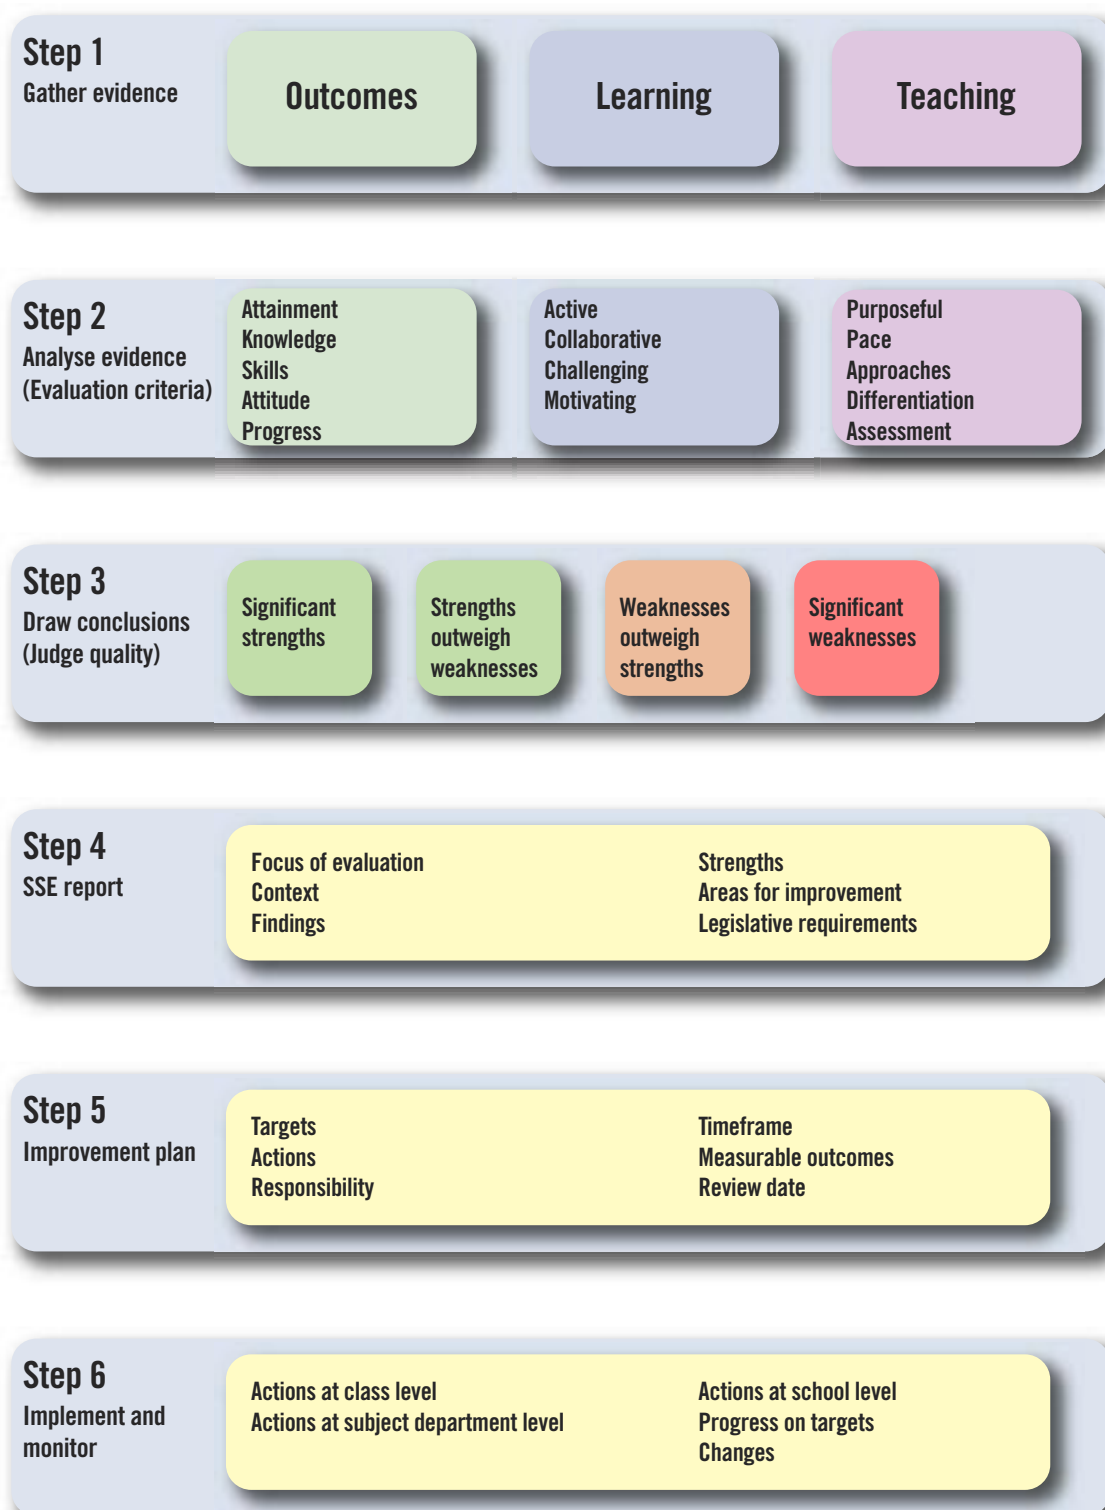 Step 1
Gather evidence
Outcomes
Learning
Teaching
Step 2
Analyse evidence
(Evaluation criteria)
Attainment
Knowledge
Skills
Attitude
Progress
Active
Collaborative
Challenging
Motivating
Purposeful
Pace
Approaches
Differentiation
Assessment
Step 3
Draw conclusions
(Judge quality)
Significant
strengths
Strengths
outweigh
weaknesses
Weaknesses
outweigh
strengths
Significant
weaknesses
Step 4
SSE report
Focus of evaluation
Context
Findings
Strengths
Areas for improvement
Legislative requirements
Step 5
Improvement plan
Targets
Actions
Responsibility
Timeframe
Measurable outcomes
Review date
Step 6
Implement and
monitor
Actions at class level
Actions at subject department level
Actions at school level
Progress on targets
Changes